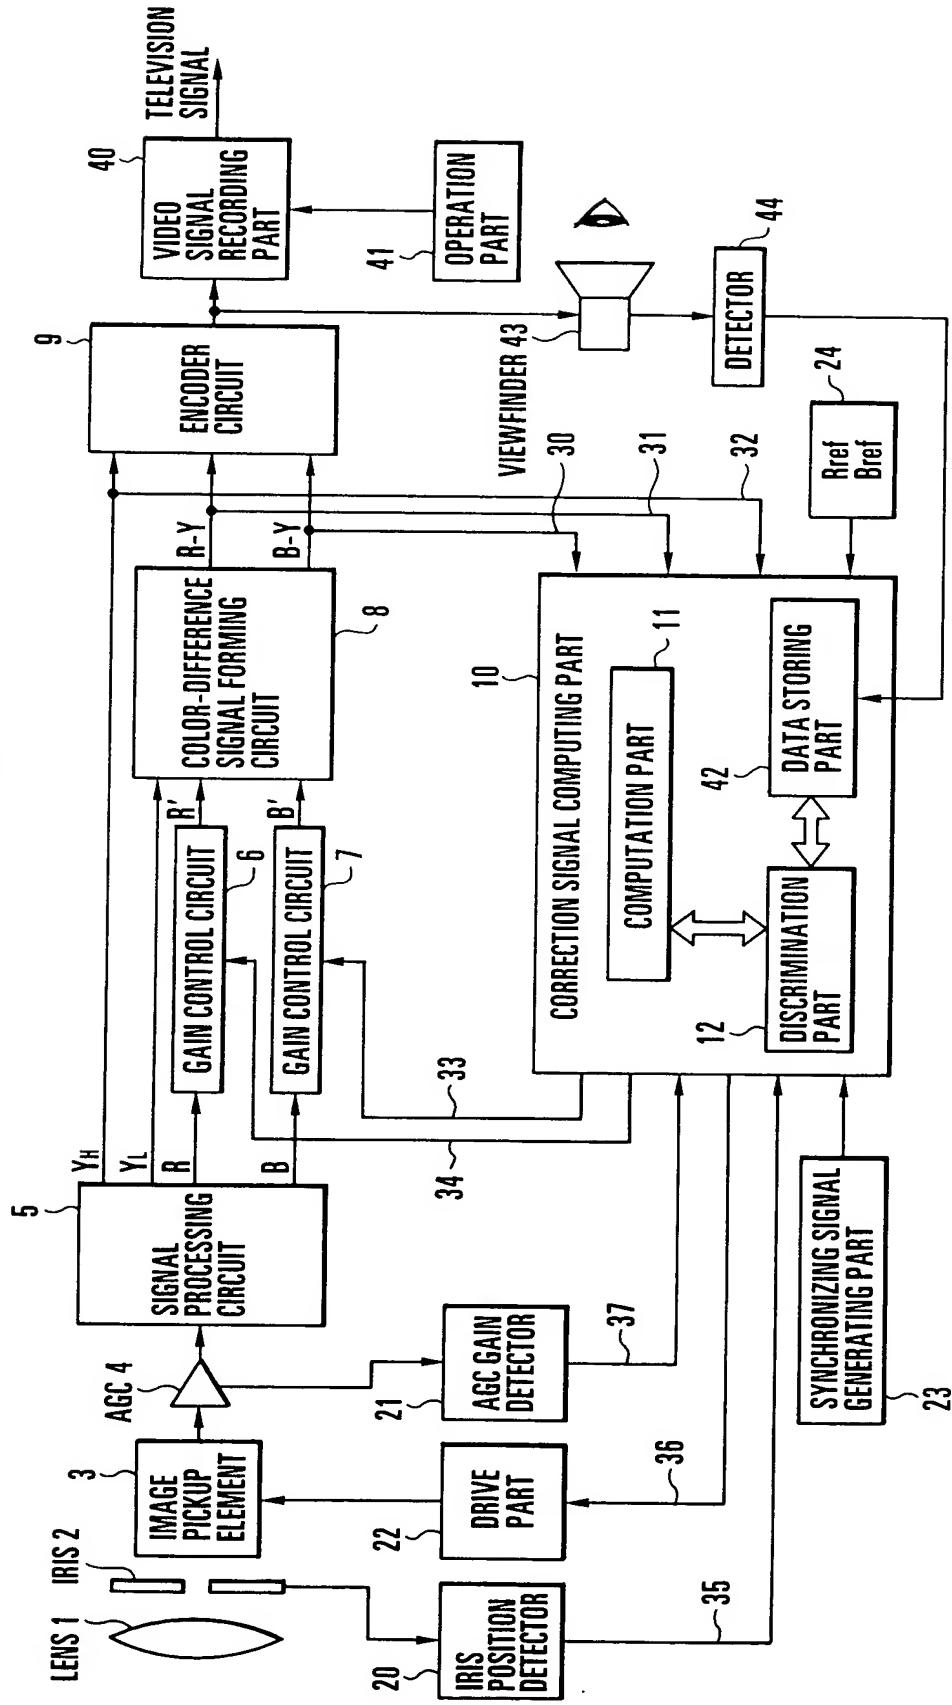 LENS 1
IRIS 2
3
IMAGE
PICKUP
ELEMENT
AGC 4
5
SIGNAL
PROCESSING
CIRCUIT
YH
YL
R
B
GAIN CONTROL CIRCUIT
6
GAIN CONTROL CIRCUIT
7
R'
B'
COLOR-DIFFERENCE
SIGNAL FORMING
CIRCUIT
8
R-Y
B-Y
9
ENCODER
CIRCUIT
40
VIDEO
SIGNAL
RECORDING
PART
TELEVISION
SIGNAL
41
OPERATION
PART
VIEWFINDER 43
DETECTOR
44
30
31
32
24
Rref
Bref
10
CORRECTION SIGNAL COMPUTING PART
COMPUTATION PART
11
12
DISCRIMINATION
PART
42
DATA STORING
PART
33
34
20
IRIS
POSITION
DETECTOR
35
22
DRIVE
PART
36
21
AGC GAIN
DETECTOR
37
SYNCHRONIZING SIGNAL
GENERATING PART
23